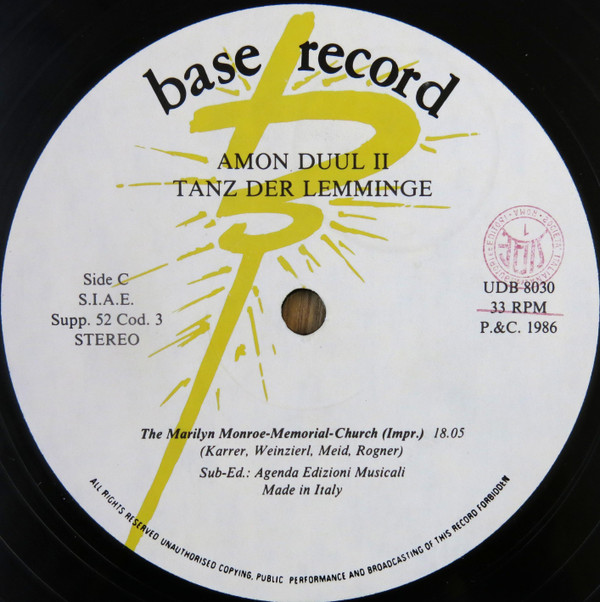 base record
AMON DUUL II
TANZ DER LEMMINGE
Side C
S.I.A.E.
Supp. 52 Cod. 3
STEREO
UDB 8030
33 RPM
P.&C. 1986
The Marilyn Monroe-Memorial-Church (Impr.) 18.05
(Karrer, Weinzierl, Meid, Rogner)
Sub-Ed.: Agenda Edizioni Musicali
Made in Italy
ALL RIGHTS RESERVED UNAUTHORISED COPYING, PUBLIC PERFORMANCE AND BROADCASTING OF THIS RECORD FORBIDDEN